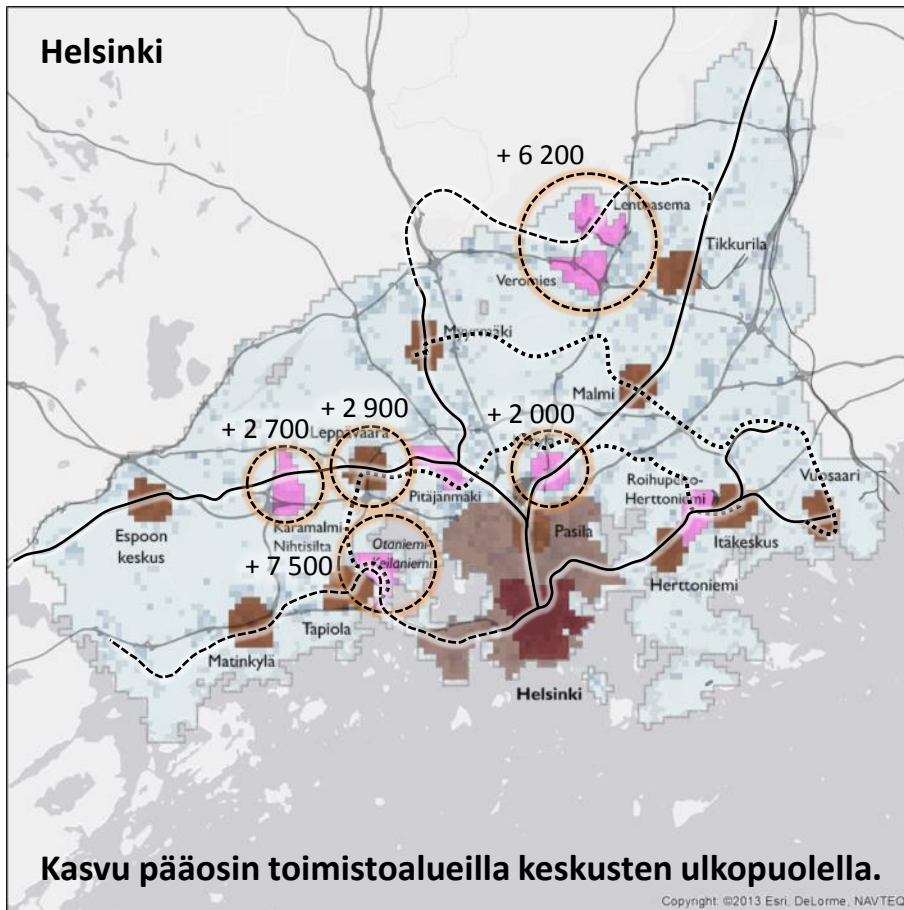 Helsinki
+ 6 200
Tikkurila
Veromies
Malmi
+ 2 900
+ 2 700
+ 2 000
Leppävaara
Vuosaari
Pitäjänmäki
Roihupelto-
Herttoniemi
Espoon
keskus
Karamalmi
Nihtisilta
Otaniemi-
Keilaniemi
Pasila
Itäkeskus
+ 7 500
Herttoniemi
Tapiola
Matinkylä
Helsinki
Kasvu pääosin toimistoalueilla keskusten ulkopuolella.
Copyright: ©2013 Esri, DeLorme, NAVTEQ